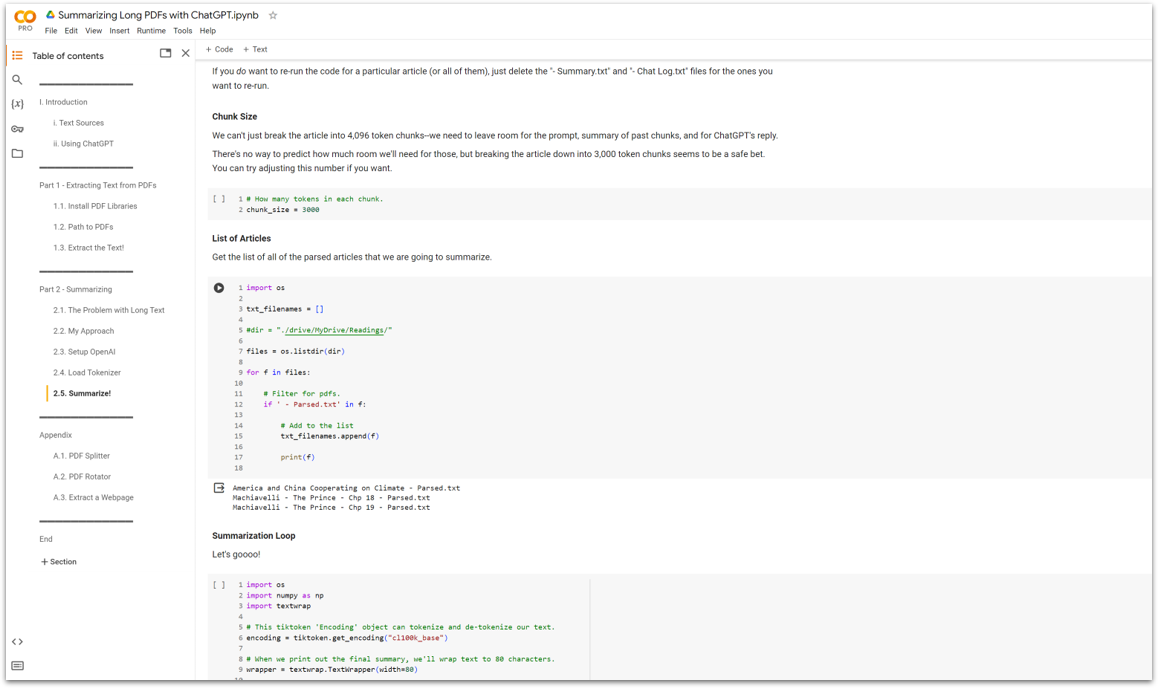 Summarizing Long PDFs with ChatGPT.ipynb
PRO
File Edit View Insert Runtime Tools Help
Table of contents
I. Introduction
i. Text Sources
ii. Using ChatGPT
Part 1 - Extracting Text from PDFs
1.1. Install PDF Libraries
1.2. Path to PDFs
1.3. Extract the Text!
Part 2 - Summarizing
2.1. The Problem with Long Text
2.2. My Approach
2.3. Setup OpenAI
2.4. Load Tokenizer
2.5. Summarize!
Appendix
A.1. PDF Splitter
A.2. PDF Rotator
A.3. Extract a Webpage
End
+ Section
{x}
<>
+ Code + Text
If you do want to re-run the code for a particular article (or all of them), just delete the "- Summary.txt" and "- Chat Log.txt" files for the ones you
want to re-run.
Chunk Size
We can't just break the article into 4,096 token chunks--we need to leave room for the prompt, summary of past chunks, and for ChatGPT's reply.
There's no way to predict how much room we'll need for those, but breaking the article down into 3,000 token chunks seems to be a safe bet.
You can try adjusting this number if you want.
[ ] 1 # How many tokens in each chunk.
2 chunk_size = 3000
List of Articles
Get the list of all of the parsed articles that we are going to summarize.
1 import os
2
3 txt_filenames = []
4
5 #dir = "./drive/MyDrive/Readings/"
6
7 files = os.listdir(dir)
8
9 for f in files:
10
11 # Filter for pdfs.
12 if ' - Parsed.txt' in f:
13
14 # Add to the list
15 txt_filenames.append(f)
16
17 print(f)
18
America and China Cooperating on Climate - Parsed.txt
Machiavelli - The Prince - Chp 18 - Parsed.txt
Machiavelli - The Prince - Chp 19 - Parsed.txt
Summarization Loop
Let's goooo!
[ ] 1 import os
2 import numpy as np
3 import textwrap
4
5 # This tiktoken 'Encoding' object can tokenize and de-tokenize our text.
6 encoding = tiktoken.get_encoding("cl100k_base")
7
8 # When we print out the final summary, we'll wrap text to 80 characters.
9 wrapper = textwrap.TextWrapper(width=80)
10